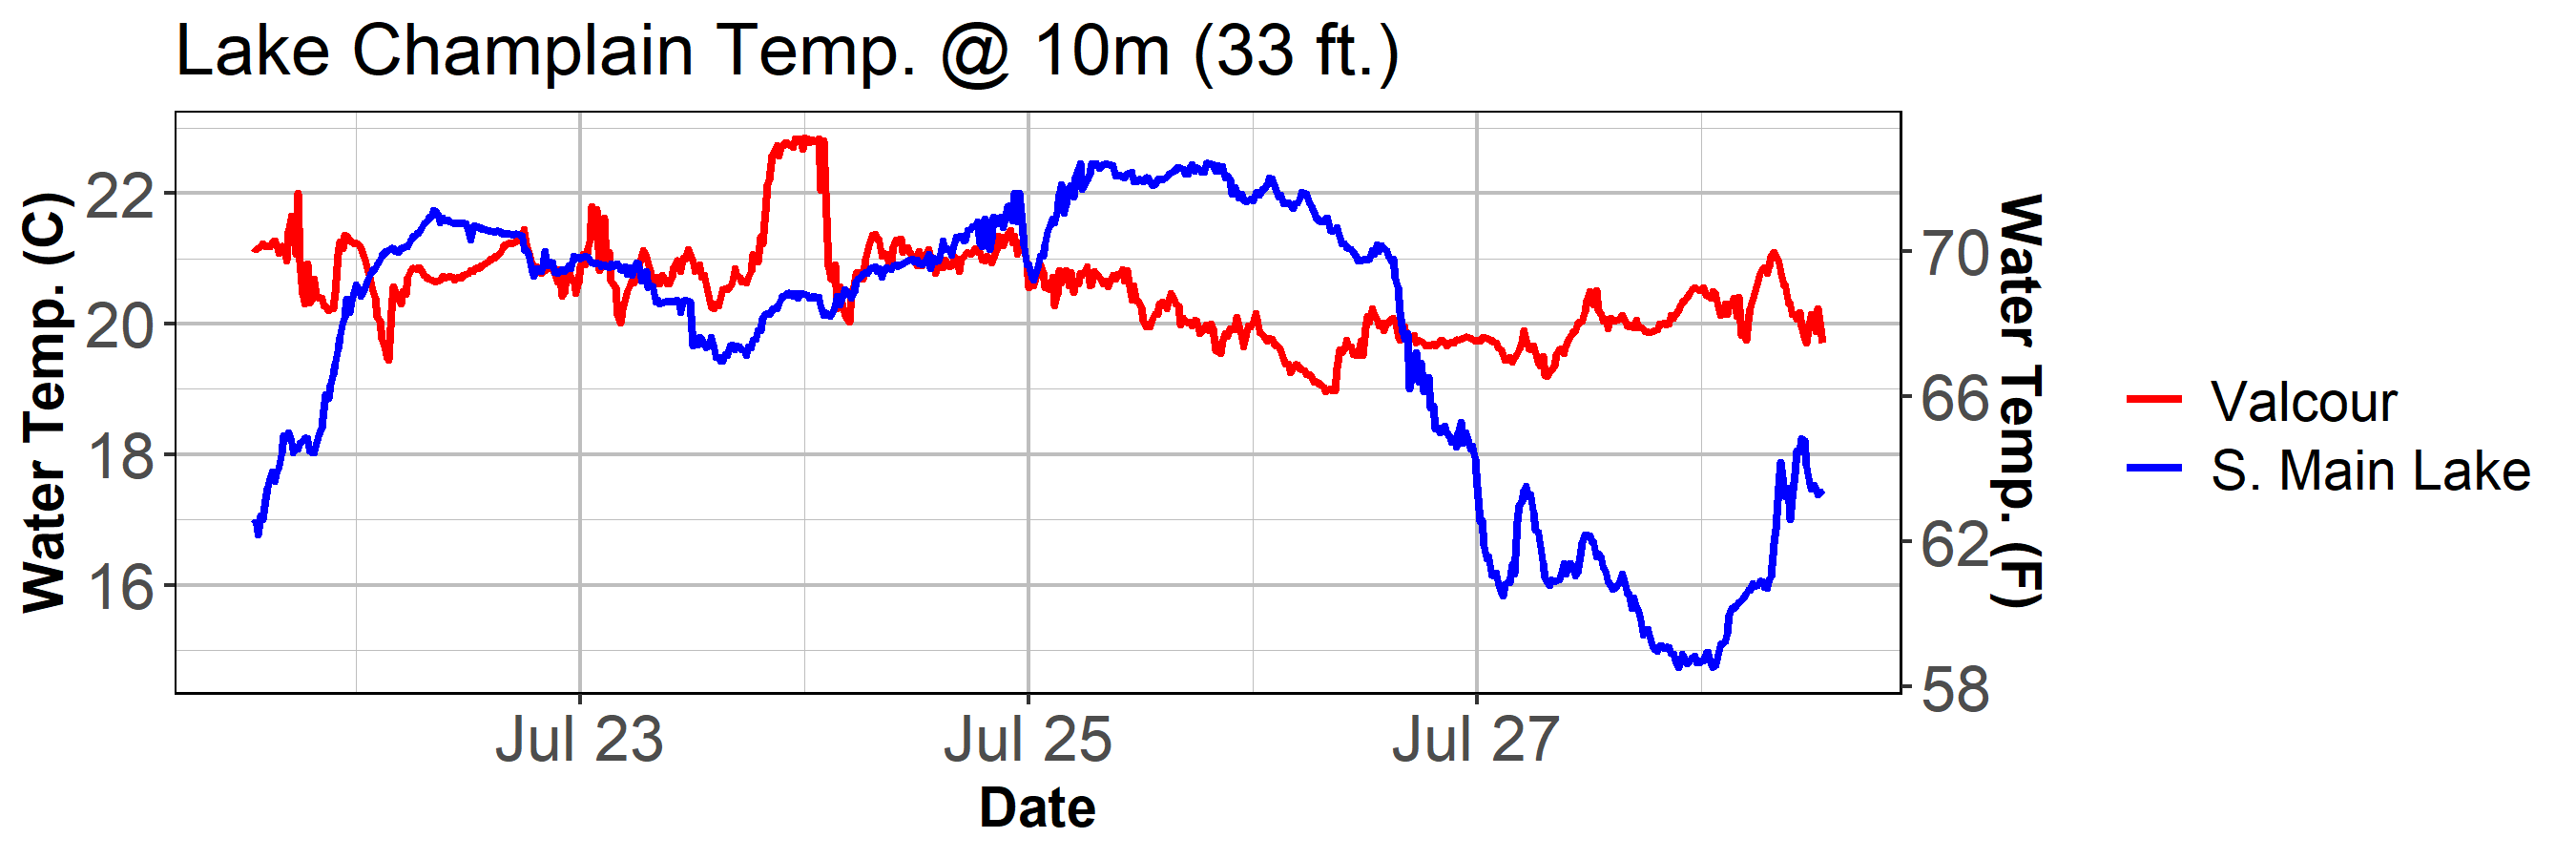 Lake Champlain Temp. @ 10m (33 ft.)
Water Temp. (C)
22
20
18
16
70
66
62
58
Water Temp. (F)
Jul 23
Jul 25
Jul 27
Date
Valcour
S. Main Lake